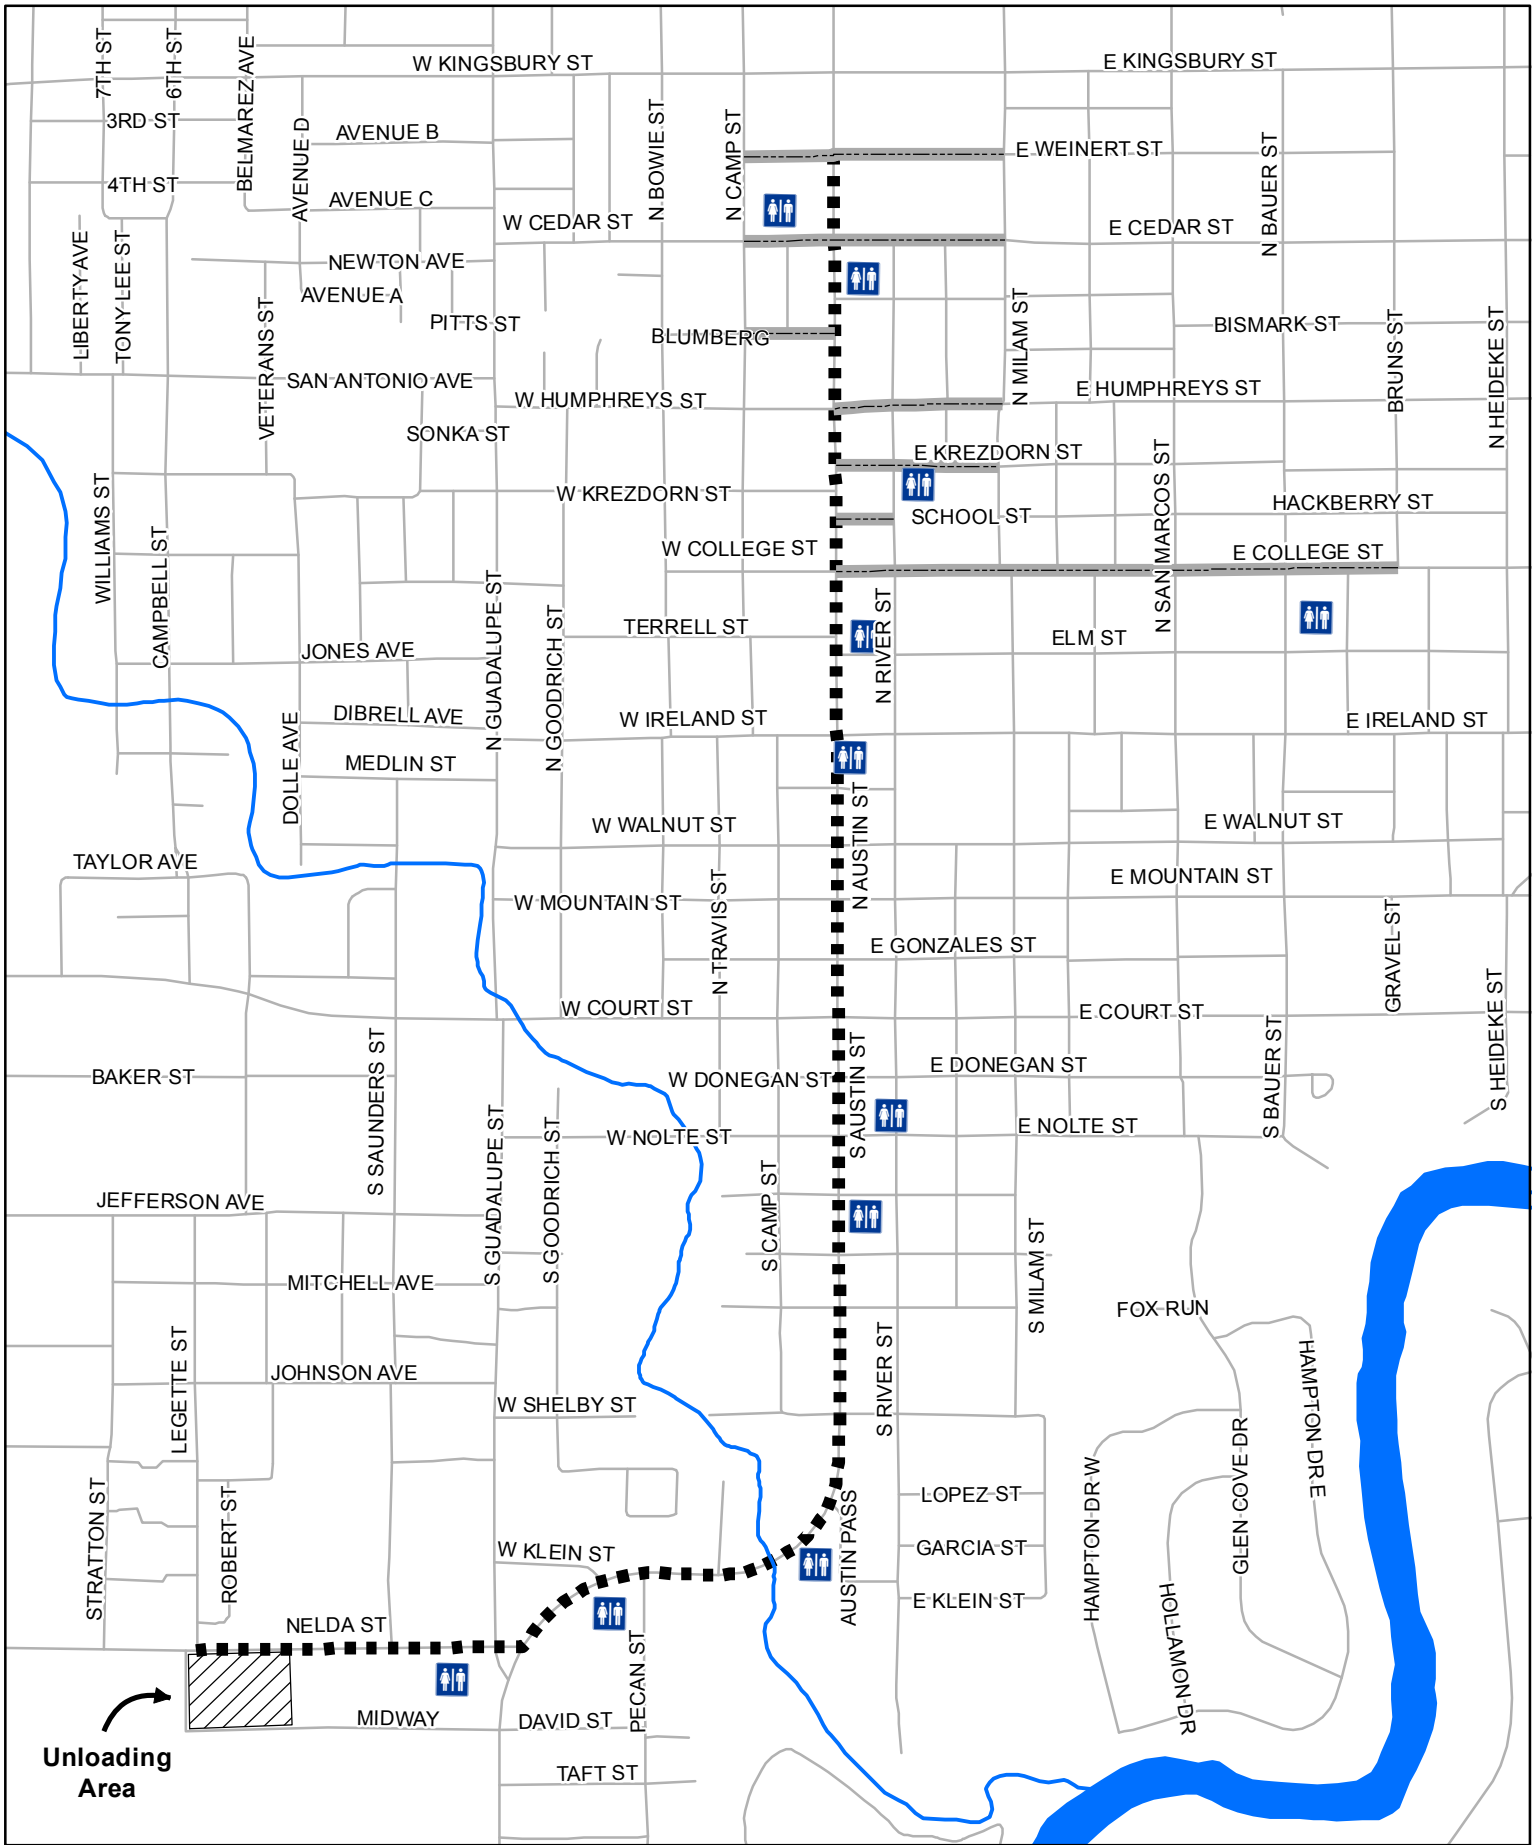 7TH ST
6TH ST
BELMAREZ AVE
W KINGSBURY ST
E KINGSBURY ST
3RD ST
AVENUE D
AVENUE B
N BOWIE ST
N CAMP ST
E WEINERT ST
N BAUER ST
4TH ST
AVENUE C
W CEDAR ST
E CEDAR ST
LIBERTY AVE
TONY LEE ST
NEWTON AVE
AVENUE A
VETERANS ST
PITTS ST
BLUMBERG
N MILAM ST
BISMARK ST
BRUNS ST
N HEIDEKE ST
SAN ANTONIO AVE
W HUMPHREYS ST
E HUMPHREYS ST
SONKA ST
E KREZDORN ST
WILLIAMS ST
W KREZDORN ST
N SAN MARCOS ST
HACKBERRY ST
SCHOOL ST
CAMPBELL ST
W COLLEGE ST
E COLLEGE ST
N GUADALUPE ST
N GOODRICH ST
N RIVER ST
TERRELL ST
ELM ST
JONES AVE
DIBRELL AVE
W IRELAND ST
E IRELAND ST
DOLLE AVE
MEDLIN ST
N AUSTIN ST
W WALNUT ST
E WALNUT ST
TAYLOR AVE
E MOUNTAIN ST
W MOUNTAIN ST
N TRAVIS ST
GRAVEL ST
E GONZALES ST
W COURT ST
E COURT ST
S HEIDEKE ST
S SAUNDERS ST
S AUSTIN ST
S BAUER ST
BAKER ST
W DONEGAN ST
E DONEGAN ST
S GUADALUPE ST
S GOODRICH ST
W NOLTE ST
E NOLTE ST
S CAMP ST
JEFFERSON AVE
S MILAM ST
MITCHELL AVE
FOX RUN
LEGETTE ST
S RIVER ST
HAMPTON DR E
JOHNSON AVE
W SHELBY ST
GLEN COVE DR
HAMPTON DR W
STRATTON ST
ROBERT ST
AUSTIN PASS
LOPEZ ST
W KLEIN ST
GARCIA ST
HOLLAMON DR
E KLEIN ST
NELDA ST
PECAN ST
MIDWAY
DAVID ST
Unloading
Area
TAFT ST